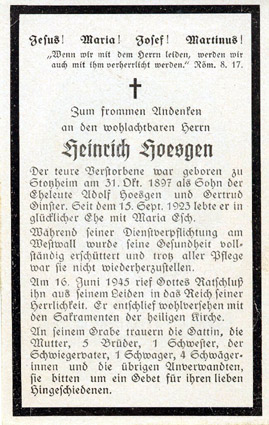 Jesus! Maria! Josef! Martinus!
„Wenn wir mit dem Herrn leiden, werden wir
auch mit ihm verherrlicht werden.“ Röm. 8, 17.
Zum frommen Andenken
an den wohlachtbaren Herrn
Heinrich Hoesgen
Der teure Verstorbene war geboren zu
Stotzheim am 31. Okt. 1897 als Sohn der
Eheleute Adolf Hoesgen und Gertrud
Ginster. Seit dem 15. Sept. 1923 lebte er in
glücklicher Ehe mit Maria Esch.
Während seiner Dienstverpflichtung am
Westwall wurde seine Gesundheit voll-
ständig erschüttert und trotz aller Pflege
war sie nicht wiederherzustellen.
Am 16. Juni 1945 rief Gottes Ratschluß
ihn aus seinem Leiden in das Reich seiner
Herrlichkeit. Er entschlief wohlversehen mit
den Sakramenten der heiligen Kirche.
An seinem Grabe trauern die Gattin, die
Mutter, 5 Brüder, 1 Schwester, der
Schwiegervater, 1 Schwager, 4 Schwäger-
innen und die übrigen Anverwandten,
sie bitten um ein Gebet für ihren lieben
Hingeschiedenen.